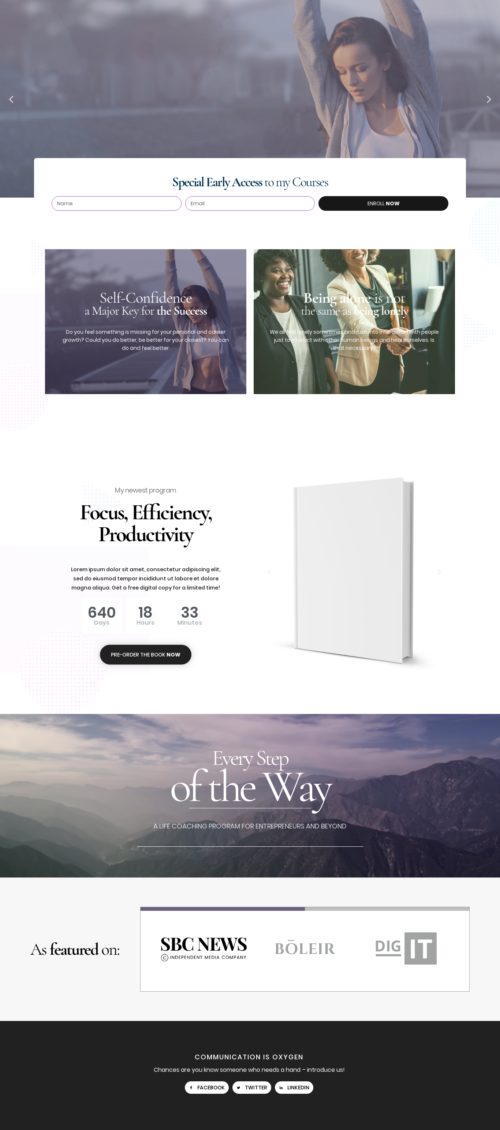 Special Early Access to my Courses
Name
Email
ENROLL NOW
Self-Confidence
a Major Key for the Success
Do you feel something is missing for your personal and career
growth? Could you do better, be better for your closest? You can
do and feel better.
Being alone is not
the same as being lonely
We all feel lonely sometimes and
people
just to
with other human beings and heal ourselves. Is
that necessary?
My newest program
Focus, Efficiency,
Productivity
Lorem ipsum dolor sit amet, consectetur adipiscing elit,
sed do eiusmod tempor incididunt ut labore et dolore
magna aliqua. Get a free digital copy for a limited time!
640 18 33
Days Hours Minutes
PRE-ORDER THE BOOK NOW
Every Step
of the Way
A LIFE COACHING PROGRAM FOR ENTREPRENEURS AND BEYOND
As featured on:
SBC NEWS
C INDEPENDENT MEDIA COMPANY
BŌLEIR
DIG IT
COMMUNICATION IS OXYGEN
Chances are you know someone who needs a hand – introduce us!
FACEBOOK TWITTER LINKEDIN